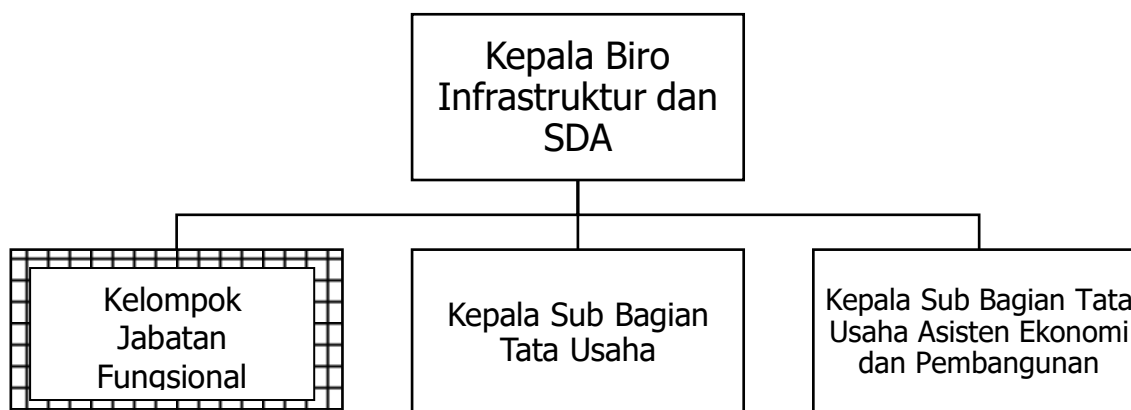 Kepala Biro
Infrastruktur dan
SDA
Kelompok
Jabatan
Fungsional
Kepala Sub Bagian
Tata Usaha
Kepala Sub Bagian Tata
Usaha Asisten Ekonomi
dan Pembangunan